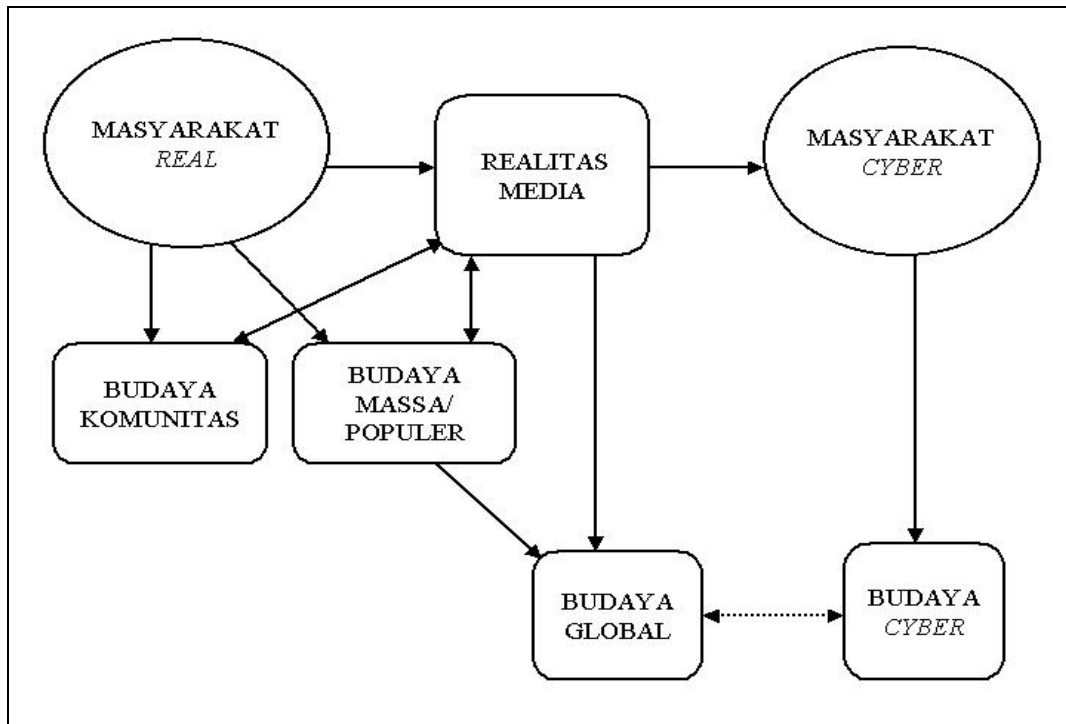 MASYARAKAT
REAL
REALITAS
MEDIA
MASYARAKAT
CYBER
BUDAYA
KOMUNITAS
BUDAYA
MASSA/
POPULER
BUDAYA
GLOBAL
BUDAYA
CYBER